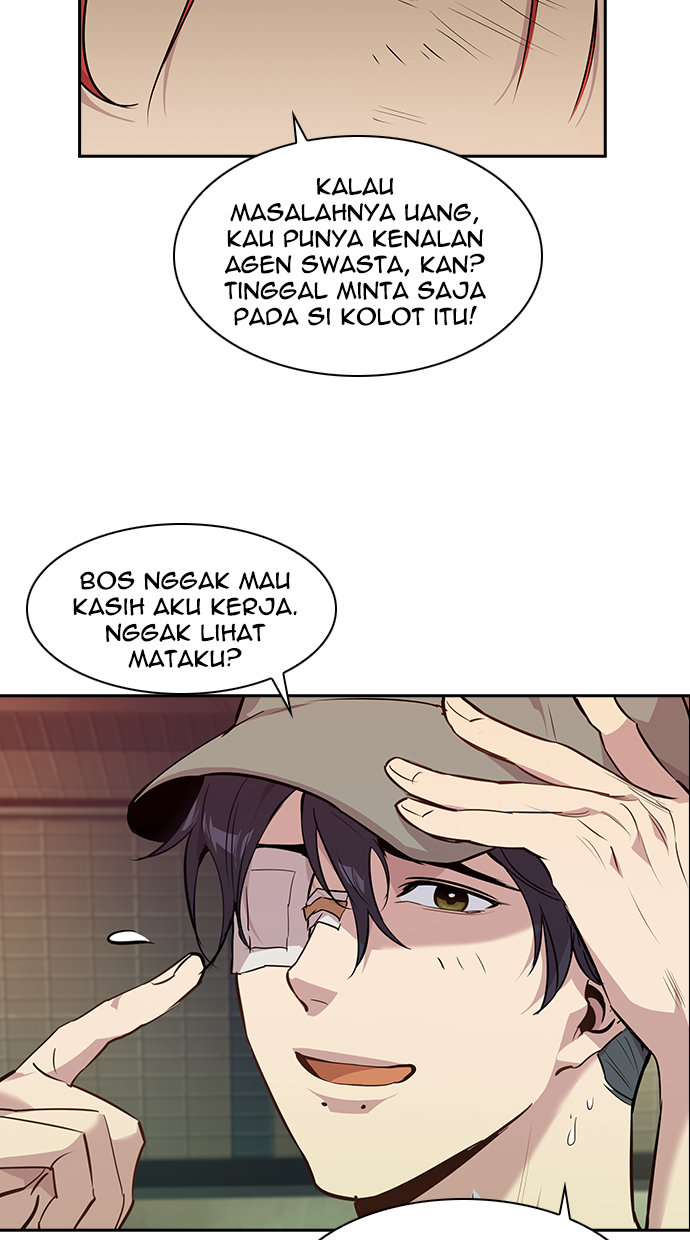 KALAU
MASALAHNYA UANG,
KAU PUNYA KENALAN
AGEN SWASTA, KAN?
TINGGAL MINTA SAJA
PADA SI KOLOT ITU!
BOS NGGAK MAU
KASIH AKU KERJA.
NGGAK LIHAT
MATAKU?